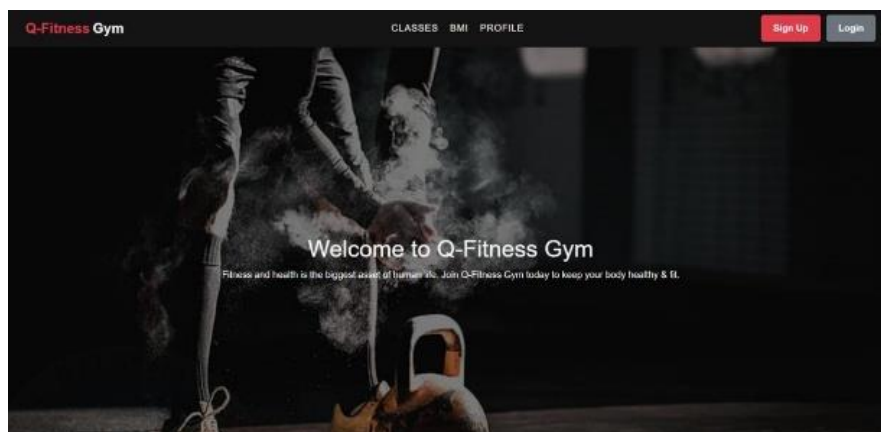 Q-Fitness Gym
CLASSES BMI PROFILE
Sign Up
Login
Welcome to Q-Fitness Gym
Fitness and health is the biggest asset of human life. Join Q-Fitness Gym today to keep your body healthy & fit.